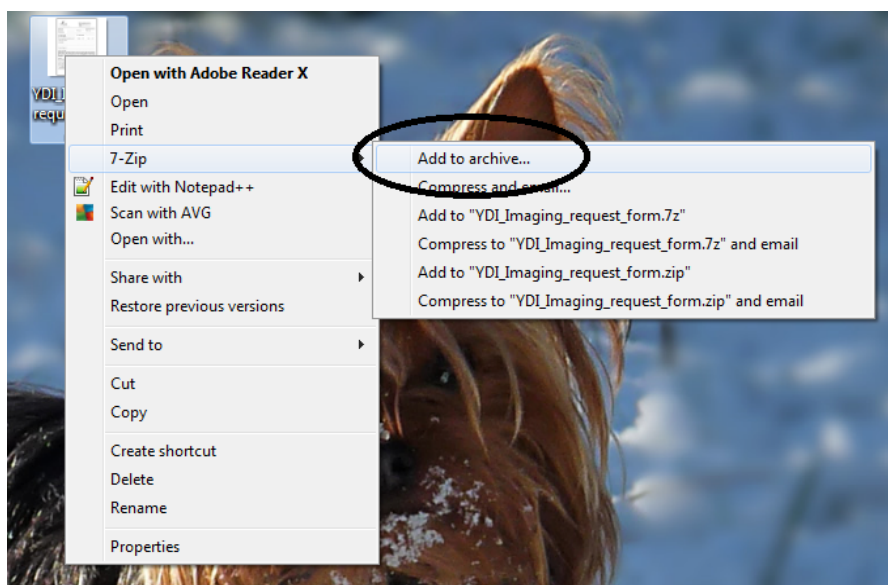 YDI_I
requ
Open with Adobe Reader X
Open
Print
7-Zip
Edit with Notepad++
Scan with AVG
Open with...
Share with
Restore previous versions
Send to
Cut
Copy
Create shortcut
Delete
Rename
Properties
Add to archive...
Compress and email...
Add to "YDI_Imaging_request_form.7z"
Compress to "YDI_Imaging_request_form.7z" and email
Add to "YDI_Imaging_request_form.zip"
Compress to "YDI_Imaging_request_form.zip" and email